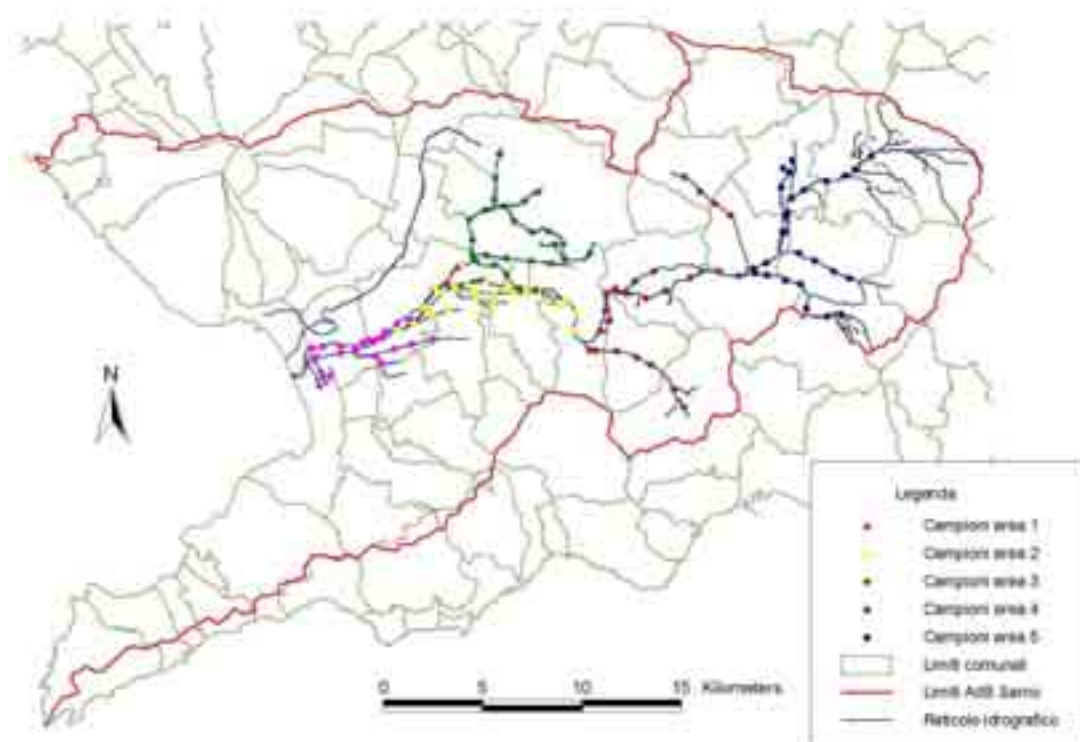 N
0 5 10 15 Kilometers
Legenda
Campioni area 1
Campioni area 2
Campioni area 3
Campioni area 4
Campioni area 5
Limiti comunali
Limiti AdB Sarno
Reticolo idrografico